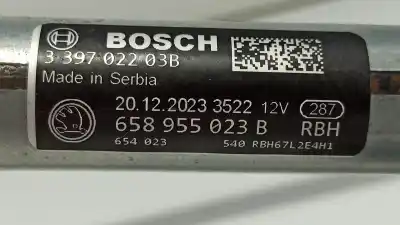 BOSCH
3 397 022 03B
Made in Serbia
20.12.2023 3522 12V 287
658 955 023 B RBH
654 023 540 RBH67L2E4H1